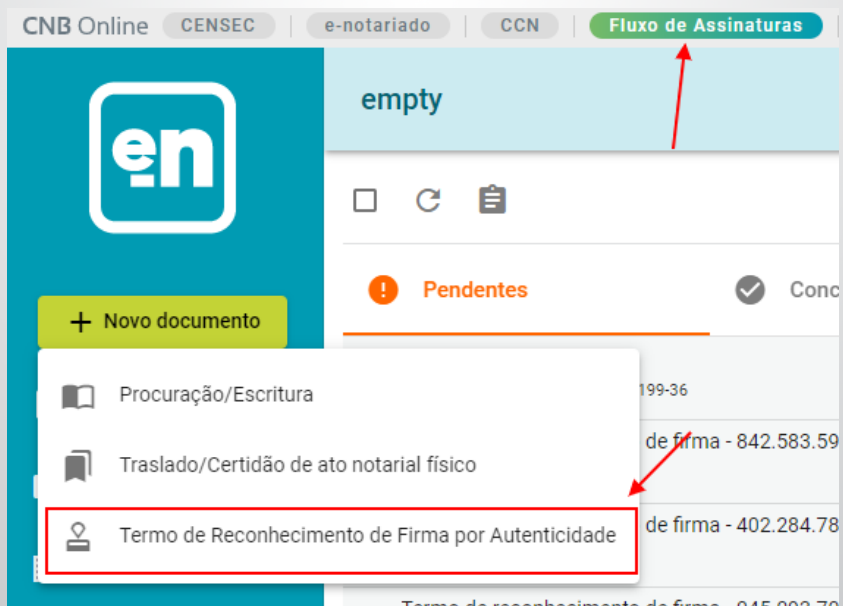 CNB Online CENSEC e-notariado CCN Fluxo de Assinaturas
en
empty
Pendentes
+ Novo documento
Procuração/Escritura
199-36
de firma - 842.583.59
Traslado/Certidão de ato notarial físico
Termo de Reconhecimento de Firma por Autenticidade
de firma - 402.284.78